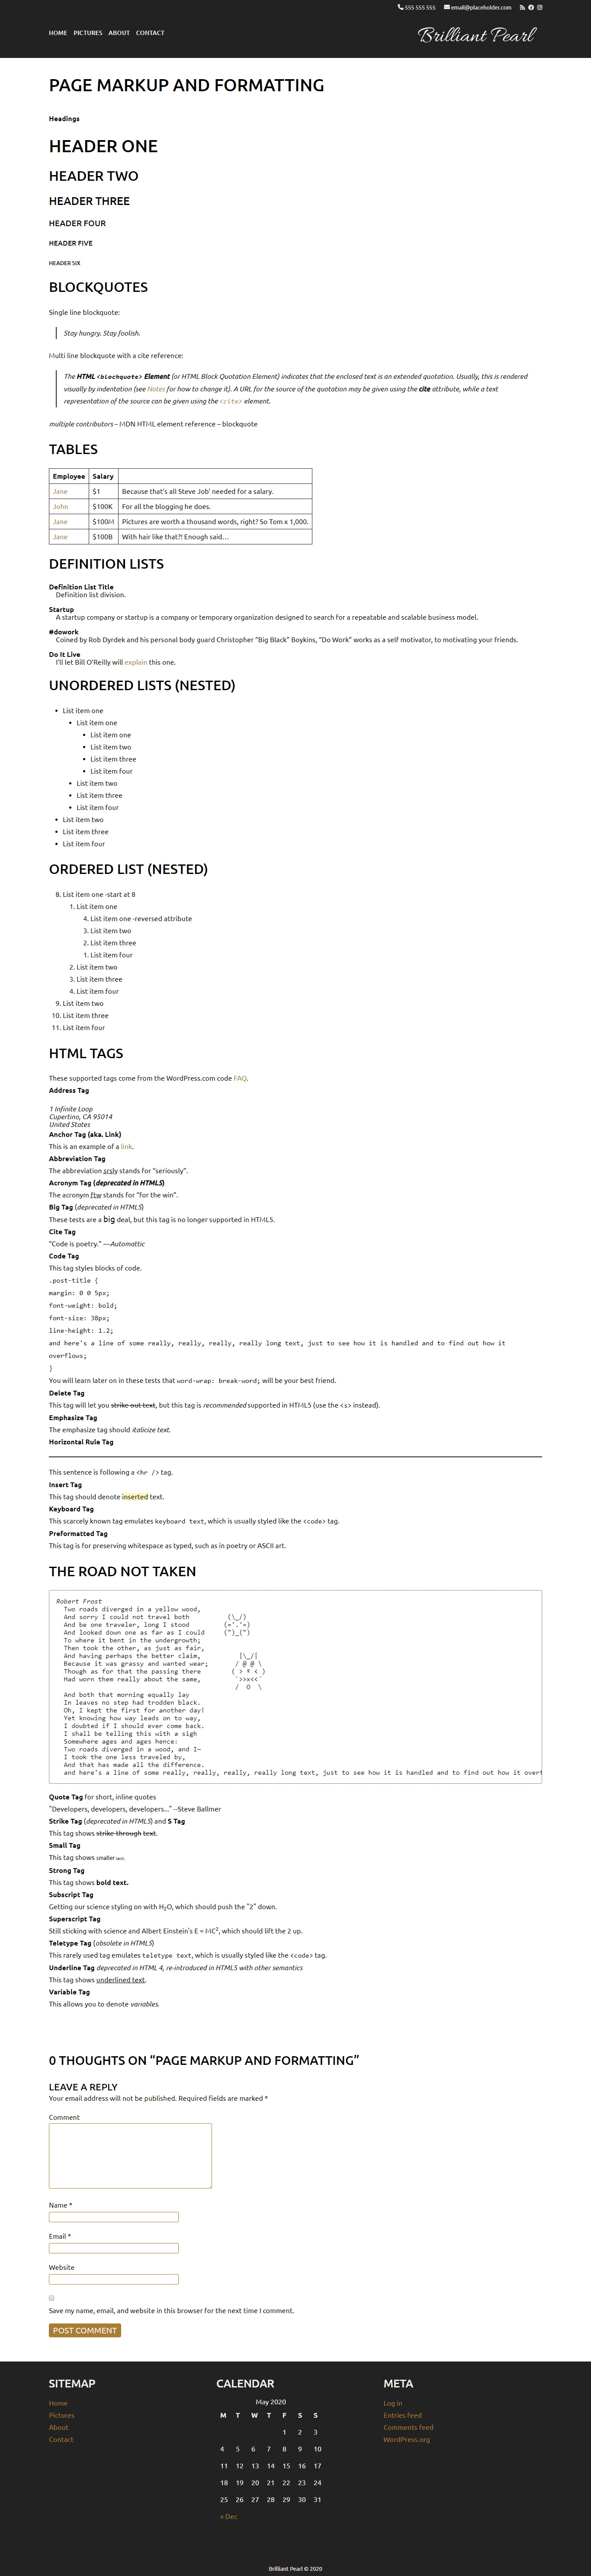 555 555 555 email@placeholder.com
HOME PICTURES ABOUT CONTACT
Brilliant Pearl
PAGE MARKUP AND FORMATTING
Headings
HEADER ONE
HEADER TWO
HEADER THREE
HEADER FOUR
HEADER FIVE
HEADER SIX
BLOCKQUOTES
Single line blockquote:
Stay hungry. Stay foolish.
Multi line blockquote with a cite reference:
The HTML <blockquote> Element (or HTML Block Quotation Element) indicates that the enclosed text is an extended quotation. Usually, this is rendered
visually by indentation (see Notes for how to change it). A URL for the source of the quotation may be given using the cite attribute, while a text
representation of the source can be given using the <cite> element.
multiple contributors – MDN HTML element reference – blockquote
TABLES
Employee Salary
Jane $1 Because that's all Steve Job' needed for a salary.
John $100K For all the blogging he does.
Jane $100M Pictures are worth a thousand words, right? So Tom x 1,000.
Jane $100B With hair like that?! Enough said…
DEFINITION LISTS
Definition List Title
Definition list division.
Startup
A startup company or startup is a company or temporary organization designed to search for a repeatable and scalable business model.
#dowork
Coined by Rob Dyrdek and his personal body guard Christopher “Big Black” Boykins, “Do Work” works as a self motivator, to motivating your friends.
Do It Live
I'll let Bill O'Reilly will explain this one.
UNORDERED LISTS (NESTED)
• List item one
• List item one
• List item one
• List item two
• List item three
• List item four
• List item two
• List item three
• List item four
• List item two
• List item three
• List item four
ORDERED LIST (NESTED)
8. List item one -start at 8
1. List item one
4. List item one -reversed attribute
3. List item two
2. List item three
1. List item four
2. List item two
3. List item three
4. List item four
9. List item two
10. List item three
11. List item four
HTML TAGS
These supported tags come from the WordPress.com code FAQ.
Address Tag
1 Infinite Loop
Cupertino, CA 95014
United States
Anchor Tag (aka. Link)
This is an example of a link.
Abbreviation Tag
The abbreviation srsly stands for “seriously”.
Acronym Tag (deprecated in HTML5)
The acronym ftw stands for “for the win”.
Big Tag (deprecated in HTML5)
These tests are a big deal, but this tag is no longer supported in HTML5.
Cite Tag
“Code is poetry.” —Automattic
Code Tag
This tag styles blocks of code.
.post-title {
margin: 0 0 5px;
font-weight: bold;
font-size: 38px;
line-height: 1.2;
and here's a line of some really, really, really, really long text, just to see how it is handled and to find out how it
overflows;
}
You will learn later on in these tests that word-wrap: break-word; will be your best friend.
Delete Tag
This tag will let you strike out text, but this tag is recommended supported in HTML5 (use the <s> instead).
Emphasize Tag
The emphasize tag should italicize text.
Horizontal Rule Tag
This sentence is following a <hr /> tag.
Insert Tag
This tag should denote inserted text.
Keyboard Tag
This scarcely known tag emulates keyboard text, which is usually styled like the <code> tag.
Preformatted Tag
This tag is for preserving whitespace as typed, such as in poetry or ASCII art.
THE ROAD NOT TAKEN
Robert Frost
Two roads diverged in a yellow wood,
And sorry I could not travel both (\_/)
And be one traveler, long I stood (='.'=)
And looked down one as far as I could (")_(")
To where it bent in the undergrowth;
Then took the other, as just as fair,
And having perhaps the better claim, |\_/|
Because it was grassy and wanted wear; / @ @ \
Though as for that the passing there ( > º < )
Had worn them really about the same, `>>x<<´
/ O \
And both that morning equally lay
In leaves no step had trodden black.
Oh, I kept the first for another day!
Yet knowing how way leads on to way,
I doubted if I should ever come back.
I shall be telling this with a sigh
Somewhere ages and ages hence:
Two roads diverged in a wood, and I—
I took the one less traveled by,
And that has made all the difference.
and here's a line of some really, really, really, really long text, just to see how it is handled and to find out how it overf
Quote Tag for short, inline quotes
"Developers, developers, developers…" --Steve Ballmer
Strike Tag (deprecated in HTML5) and S Tag
This tag shows strike-through text.
Small Tag
This tag shows smaller text.
Strong Tag
This tag shows bold text.
Subscript Tag
Getting our science styling on with H2O, which should push the "2" down.
Superscript Tag
Still sticking with science and Albert Einstein's E = MC2, which should lift the 2 up.
Teletype Tag (obsolete in HTML5)
This rarely used tag emulates teletype text, which is usually styled like the <code> tag.
Underline Tag deprecated in HTML 4, re-introduced in HTML5 with other semantics
This tag shows underlined text.
Variable Tag
This allows you to denote variables.
0 THOUGHTS ON “PAGE MARKUP AND FORMATTING”
LEAVE A REPLY
Your email address will not be published. Required fields are marked *
Comment
Name *
Email *
Website
Save my name, email, and website in this browser for the next time I comment.
POST COMMENT
SITEMAP
Home
Pictures
About
Contact
CALENDAR
May 2020
M T W T F S S
1 2 3
4 5 6 7 8 9 10
11 12 13 14 15 16 17
18 19 20 21 22 23 24
25 26 27 28 29 30 31
« Dec
META
Log in
Entries feed
Comments feed
WordPress.org
Brilliant Pearl © 2020